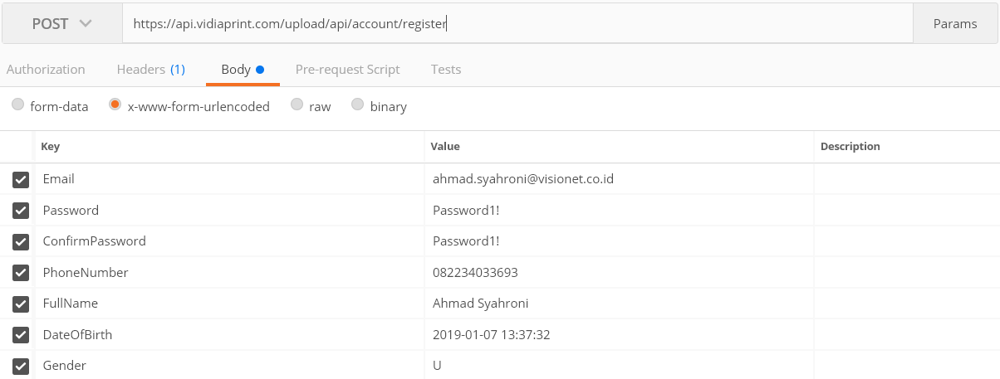 POST https://api.vidiaprint.com/upload/api/account/register Params
Authorization Headers (1) Body Pre-request Script Tests
form-data x-www-form-urlencoded raw binary
Key Value Description
Email ahmad.syahroni@visionet.co.id
Password Password1!
ConfirmPassword Password1!
PhoneNumber 082234033693
FullName Ahmad Syahroni
DateOfBirth 2019-01-07 13:37:32
Gender U